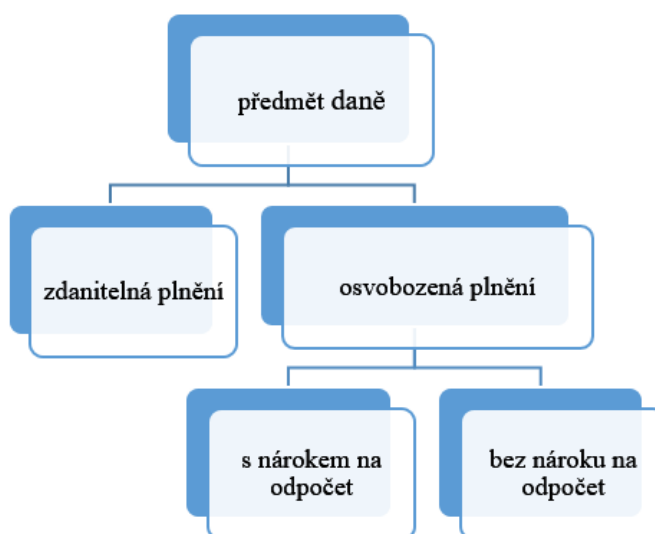 předmět daně
zdanitelná plnění
osvobozená plnění
s nárokem na
odpočet
bez nároku na
odpočet